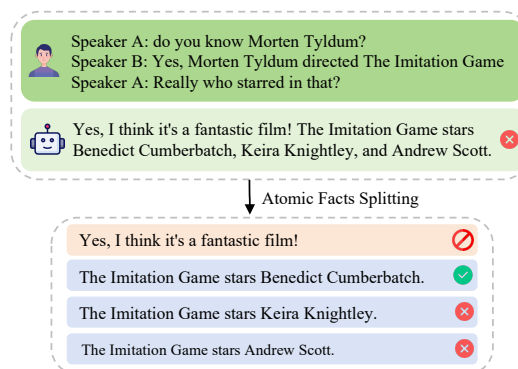 Speaker A: do you know Morten Tyldum?
Speaker B: Yes, Morten Tyldum directed The Imitation Game
Speaker A: Really who starred in that?
Yes, I think it's a fantastic film! The Imitation Game stars
Benedict Cumberbatch, Keira Knightley, and Andrew Scott.
Atomic Facts Splitting
Yes, I think it's a fantastic film!
The Imitation Game stars Benedict Cumberbatch.
The Imitation Game stars Keira Knightley.
The Imitation Game stars Andrew Scott.